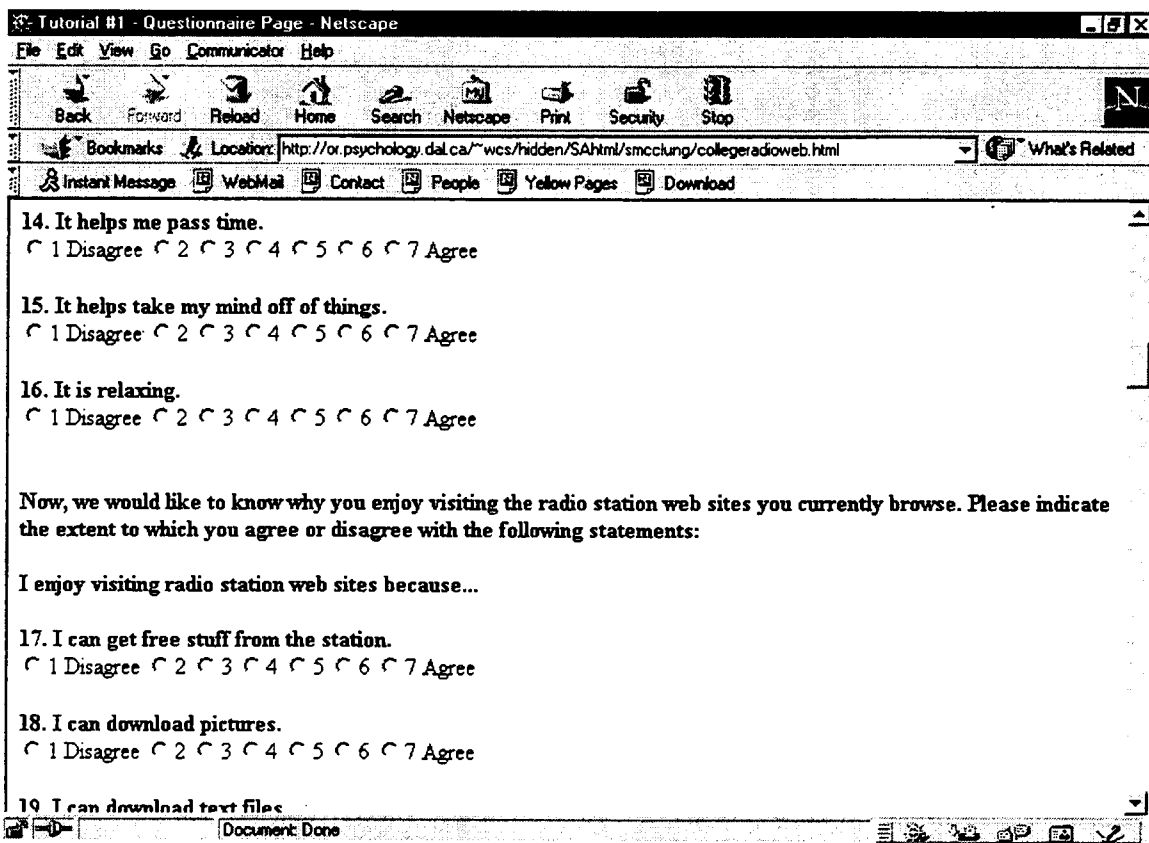 Tutorial #1 - Questionnaire Page - Netscape
File Edit View Go Communicator Help
Back Forward Reload Home Search Netscape Print Security Stop
Bookmarks Location: http://or.psychology.dal.ca/~wcs/hidden/SAhtml/smcclung/collegeradioweb.html What's Related
Instant Message WebMail Contact People Yellow Pages Download
14. It helps me pass time.
1 Disagree 2 3 4 5 6 7 Agree
15. It helps take my mind off of things.
1 Disagree 2 3 4 5 6 7 Agree
16. It is relaxing.
1 Disagree 2 3 4 5 6 7 Agree
Now, we would like to know why you enjoy visiting the radio station web sites you currently browse. Please indicate
the extent to which you agree or disagree with the following statements:
I enjoy visiting radio station web sites because...
17. I can get free stuff from the station.
1 Disagree 2 3 4 5 6 7 Agree
18. I can download pictures.
1 Disagree 2 3 4 5 6 7 Agree
19. I can download text files.
Document: Done